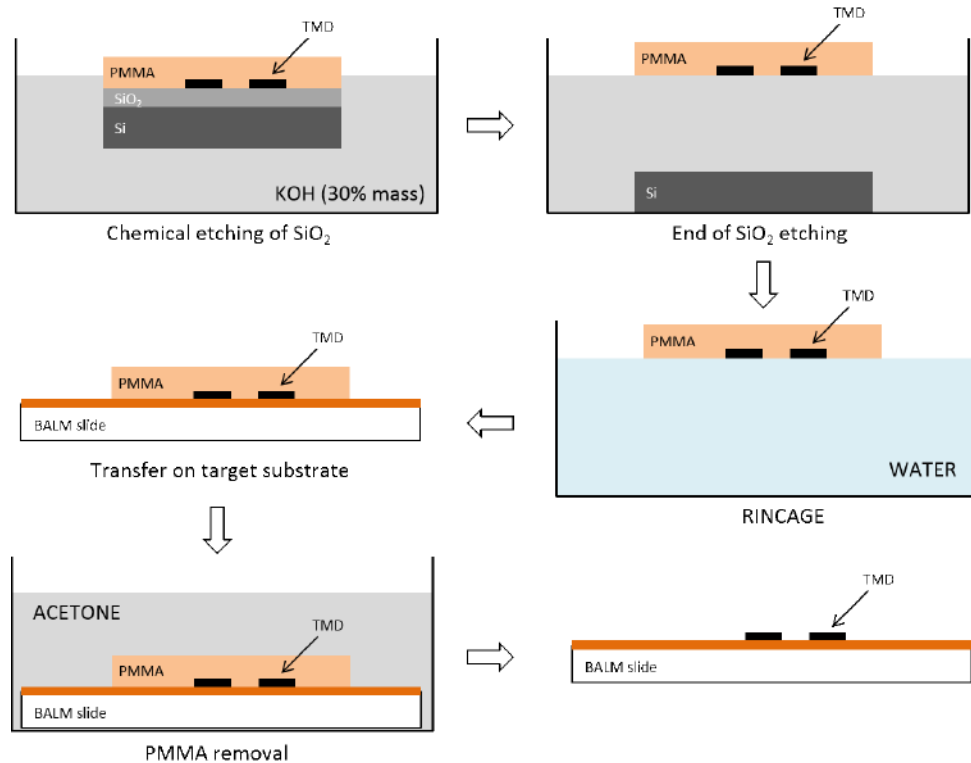 TMD
PMMA
SiO₂
Si
KOH (30% mass)
Chemical etching of SiO₂
TMD
PMMA
Si
End of SiO₂ etching
TMD
PMMA
WATER
RINCAGE
TMD
PMMA
BALM slide
Transfer on target substrate
ACETONE
TMD
PMMA
BALM slide
PMMA removal
TMD
BALM slide